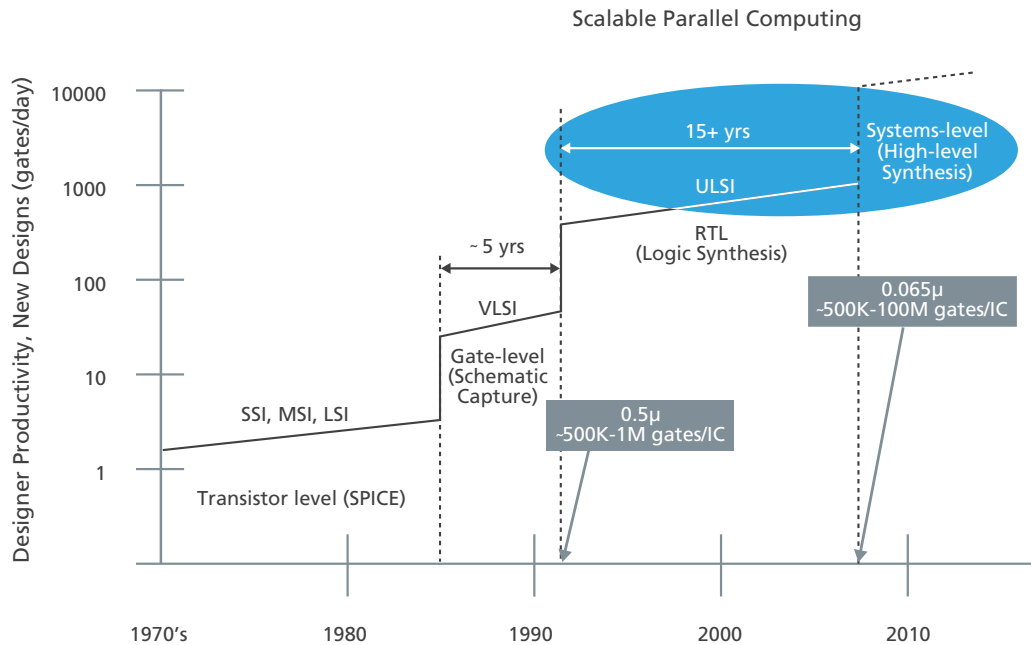 Scalable Parallel Computing
Designer Productivity, New Designs (gates/day)
10000
1000
100
10
1
15+ yrs
Systems-level
(High-level
Synthesis)
ULSI
RTL
(Logic Synthesis)
~ 5 yrs
VLSI
Gate-level
(Schematic
Capture)
0.065µ
~500K-100M gates/IC
0.5µ
~500K-1M gates/IC
SSI, MSI, LSI
Transistor level (SPICE)
1970's
1980
1990
2000
2010